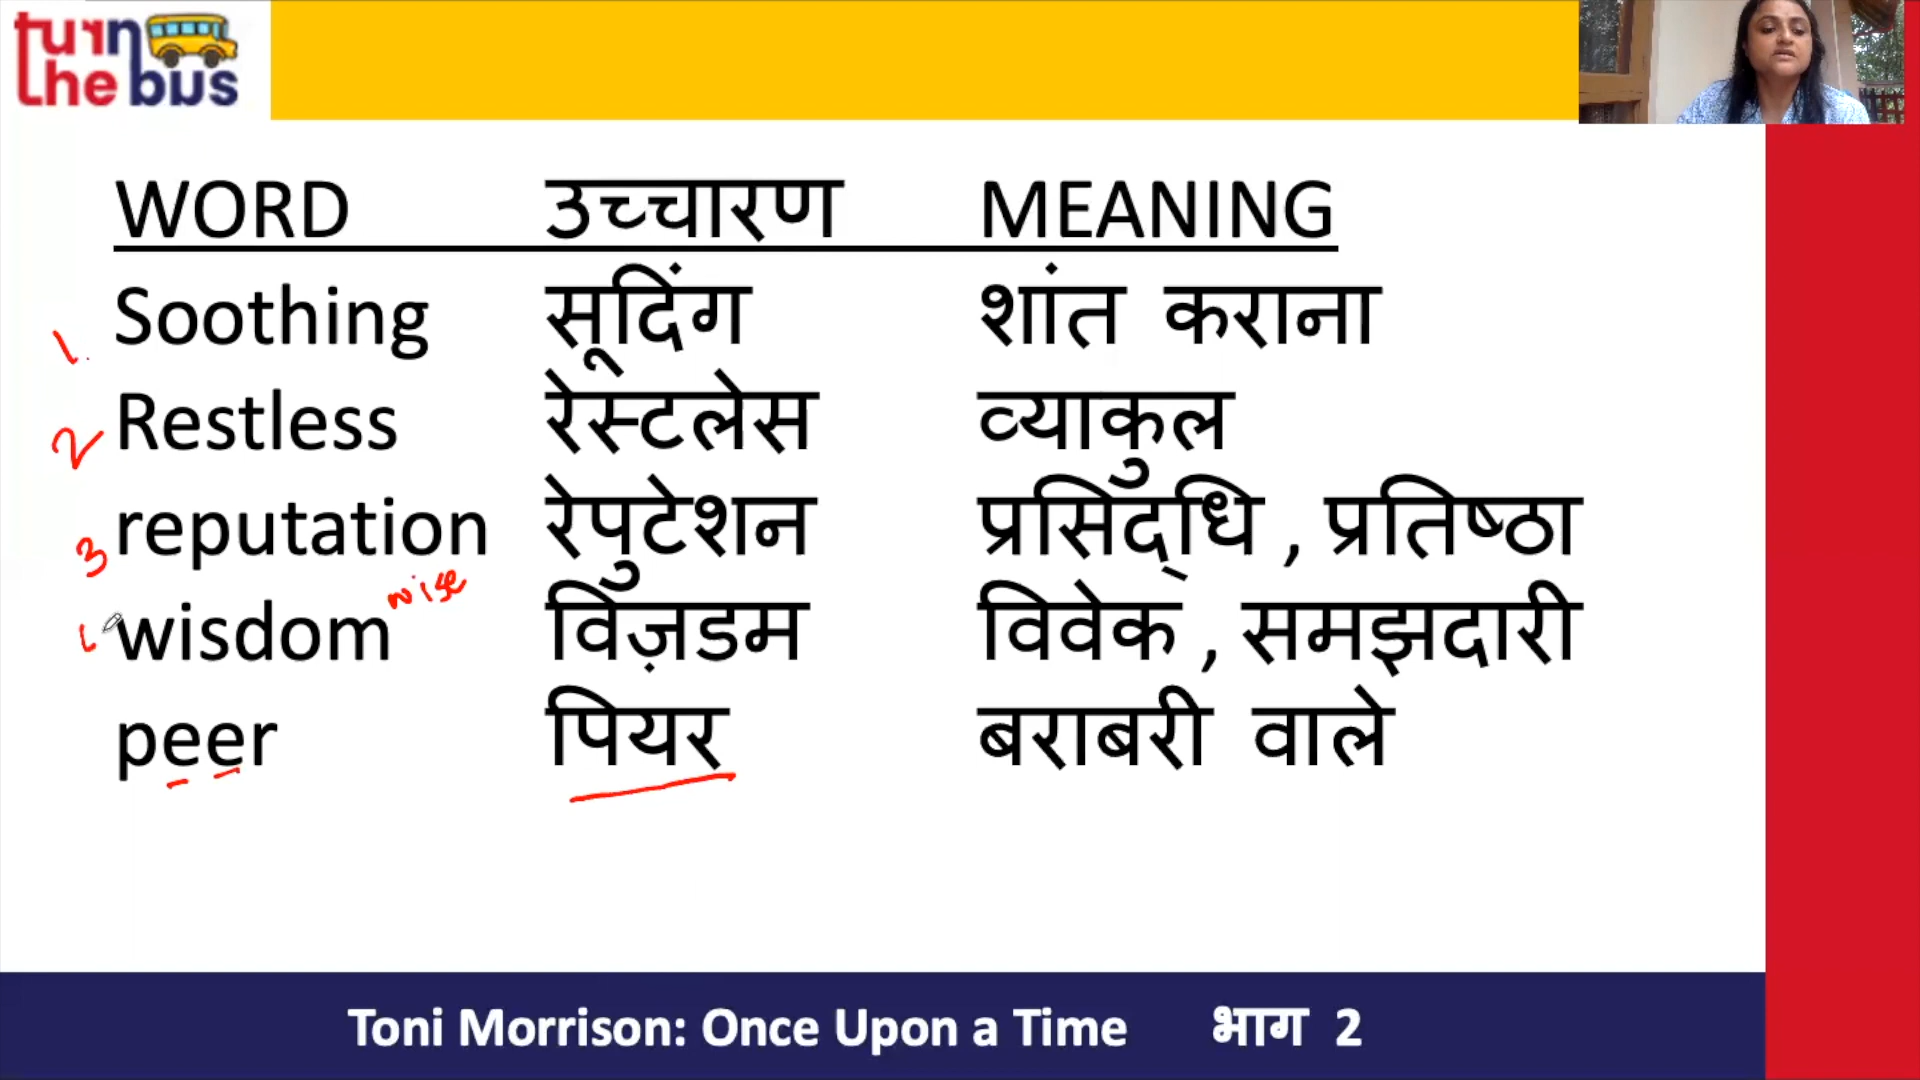 turn
the bus
WORD उच्चारण MEANING
1. Soothing सूदिंग शांत कराना
2 Restless रेस्टलेस व्याकुल
3 reputation रेपुटेशन प्रसिद्धि , प्रतिष्ठा
wise
wisdom विज़डम विवेक , समझदारी
peer पियर बराबरी वाले
Toni Morrison: Once Upon a Time भाग 2